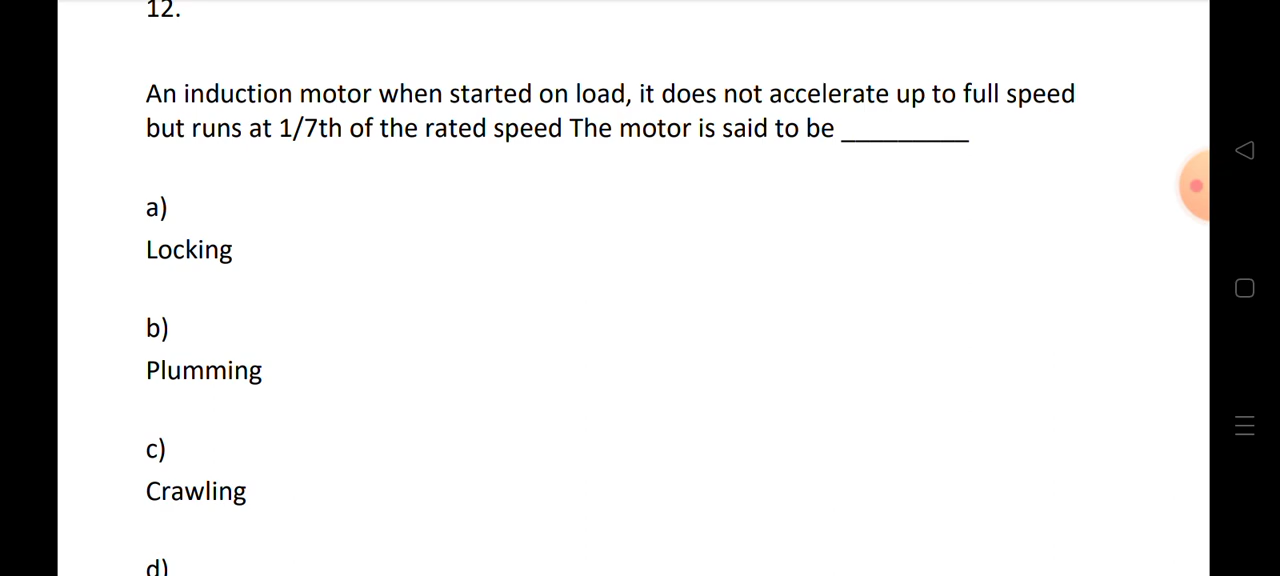 12.
An induction motor when started on load, it does not accelerate up to full speed
but runs at 1/7th of the rated speed The motor is said to be _________
a)
Locking
b)
Plumming
c)
Crawling
d)